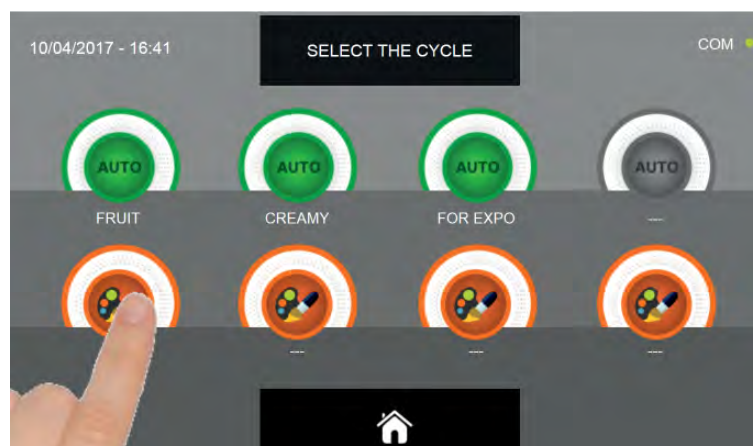 10/04/2017 - 16:41
SELECT THE CYCLE
COM
AUTO
AUTO
AUTO
AUTO
FRUIT
CREAMY
FOR EXPO
---
---
---
---